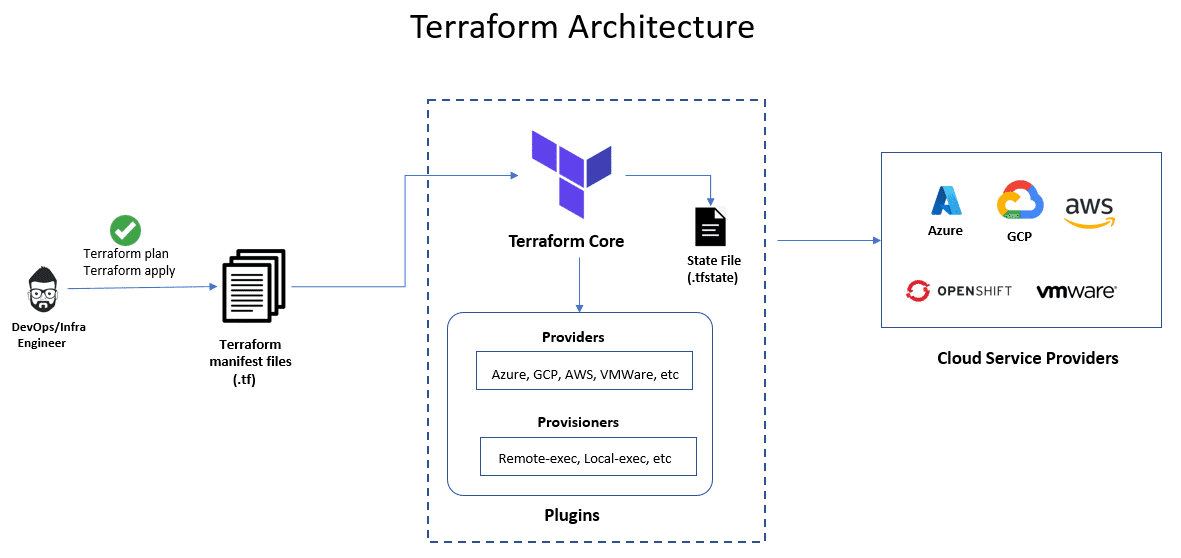 Terraform Architecture
Terraform plan
Terraform apply
DevOps/Infra
Engineer
Terraform
manifest files
(.tf)
Terraform Core
State File
(.tfstate)
Providers
Azure, GCP, AWS, VMWare, etc
Provisioners
Remote-exec, Local-exec, etc
Plugins
Azure
GCP
aws
OPENSHIFT
vmware®
Cloud Service Providers